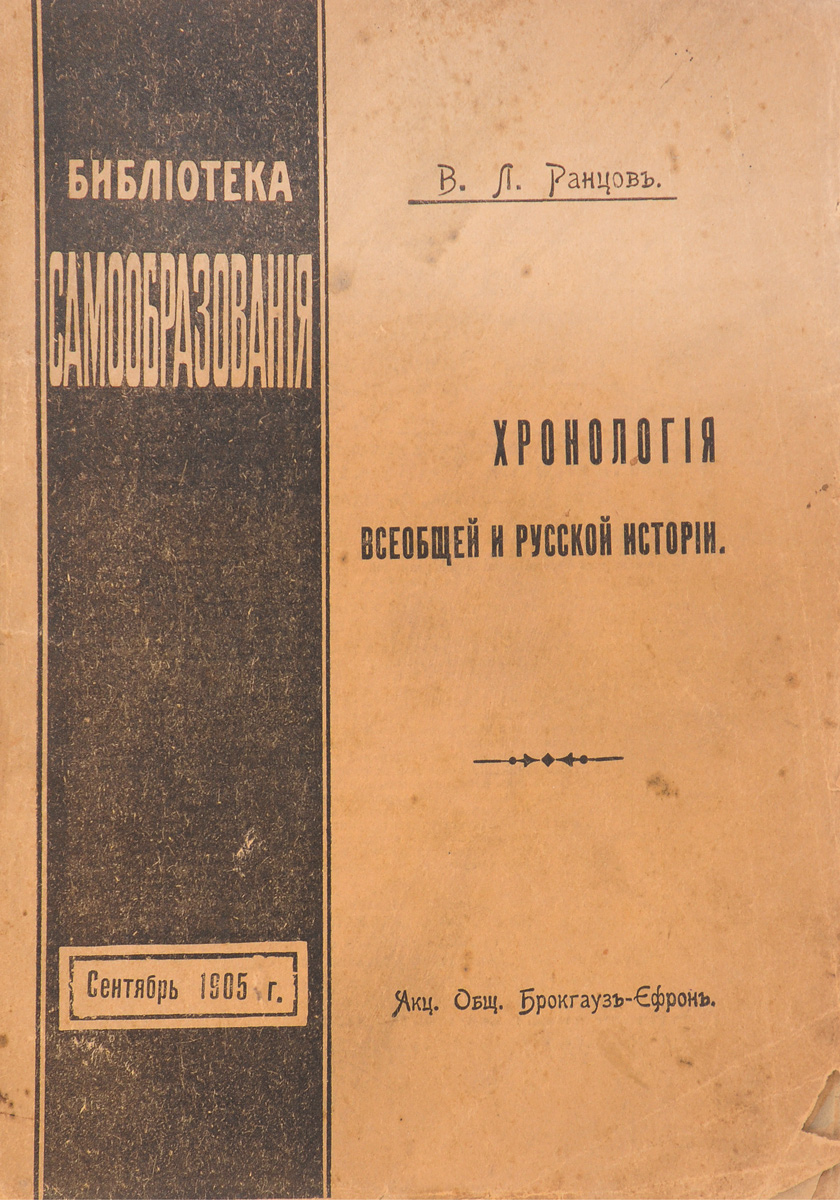 БИБЛІОТЕКА
САМООБРАЗОВАНІЯ
Сентябрь 1905 г.
В. Л. Ранцовъ.
ХРОНОЛОГІЯ
ВСЕОБЩЕЙ И РУССКОЙ ИСТОРІИ.
Акц. Общ. Брокгаузъ-Ефронъ.